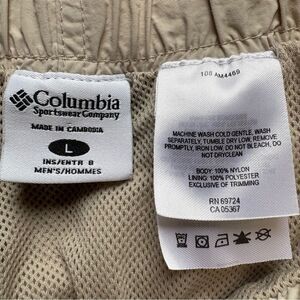 Columbia
Sportswear Company
MADE IN CAMBODIA
L
INS/ENTR 8
MEN'S/HOMMES
108 AM4469
MACHINE WASH COLD GENTLE, WASH
SEPARATELY, TUMBLE DRY LOW, REMOVE
PROMPTLY, IRON LOW, DO NOT BLEACH, DO
NOT DRYCLEAN
BODY: 100% NYLON
LINING: 100% POLYESTER
EXCLUSIVE OF TRIMMING
RN 69724
CA 05367